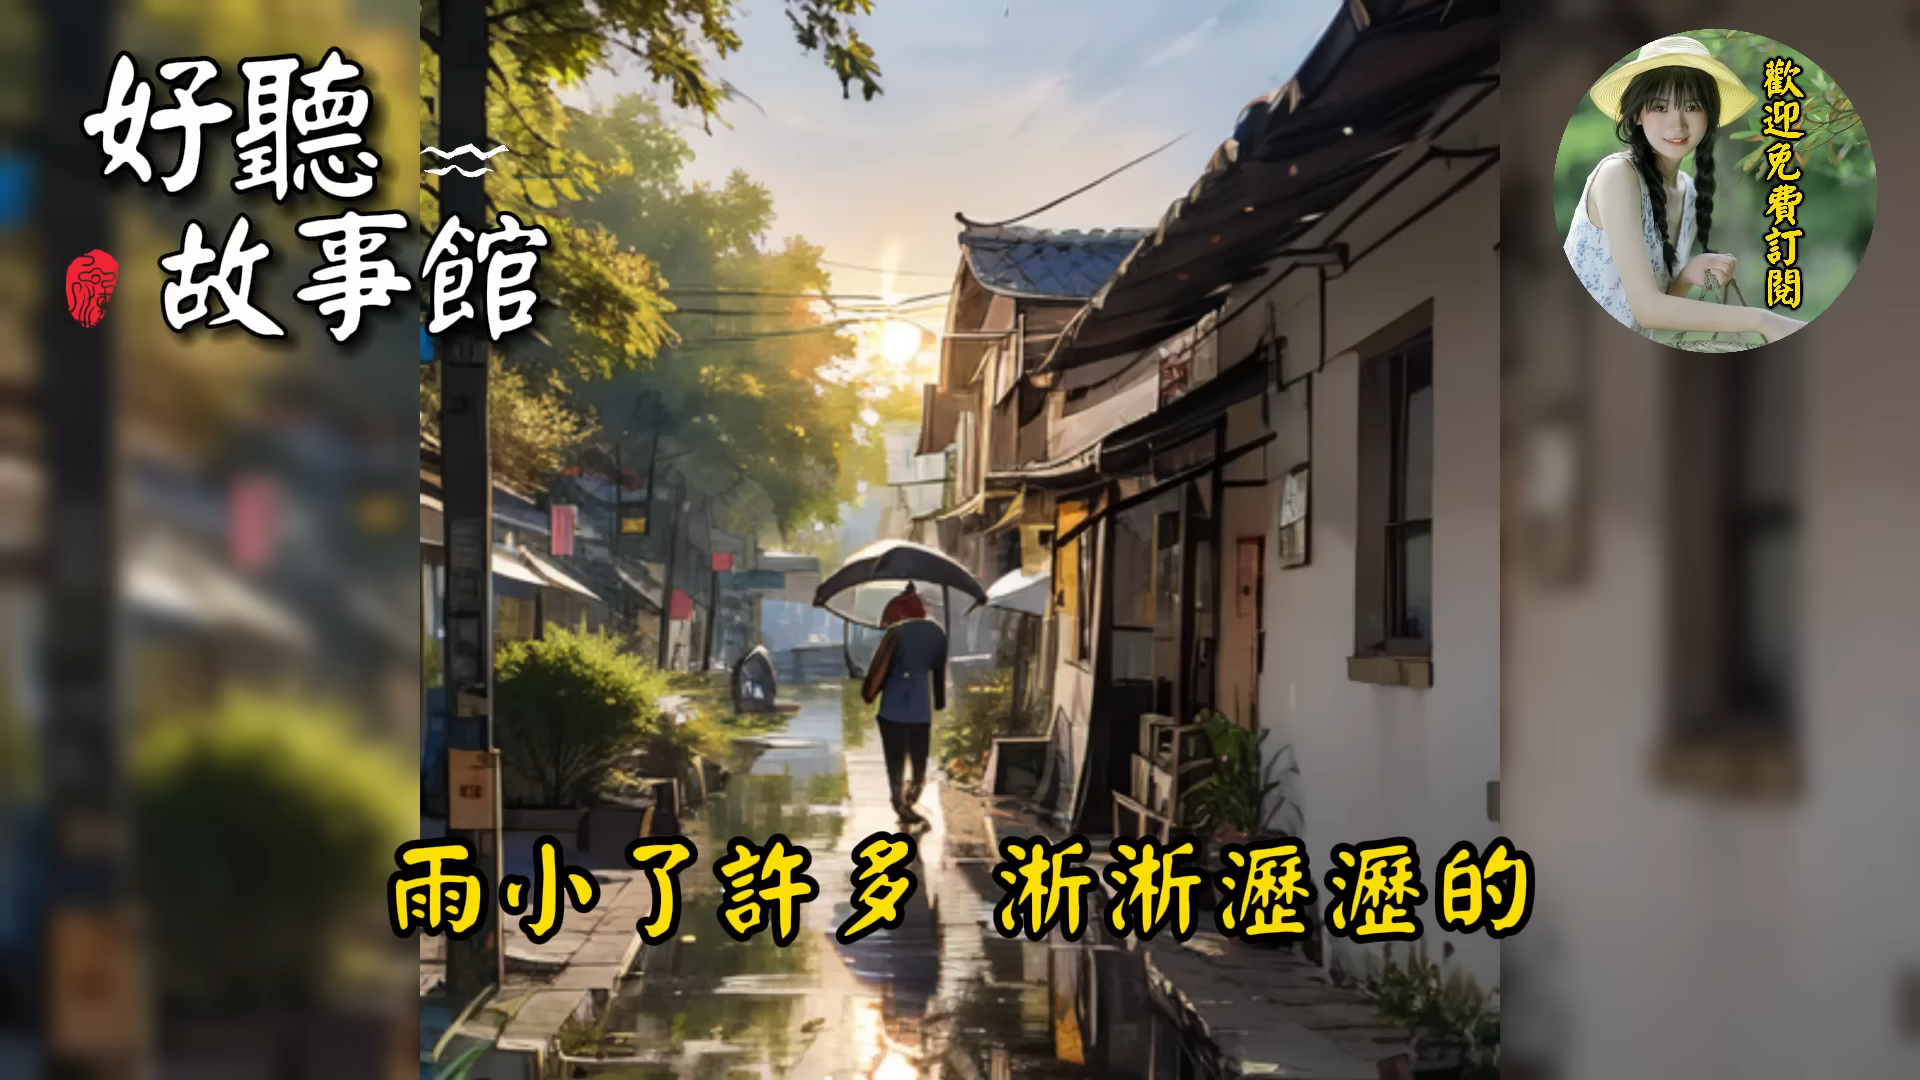 好聽
故事館
歡迎免費訂閱
雨小了許多 淅淅瀝瀝的